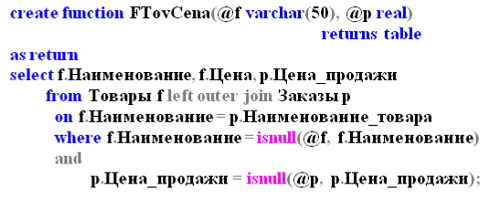 create function FTovCena(@f varchar(50), @p real)
returns table
as return
select f.Наименование, f.Цена, p.Цена_продажи
from Товары f left outer join Заказы p
on f.Наименование = p.Наименование_товара
where f.Наименование = isnull(@f, f.Наименование)
and
p.Цена_продажи = isnull(@p, p.Цена_продажи);